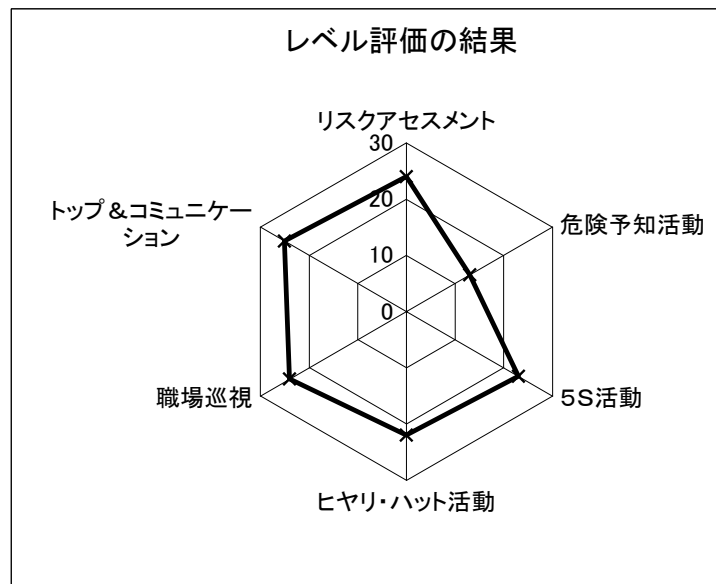 レベル評価の結果
リスクアセスメント
30
20
10
0
トップ&コミュニケー
ション
危険予知活動
職場巡視
5S活動
ヒヤリ・ハット活動